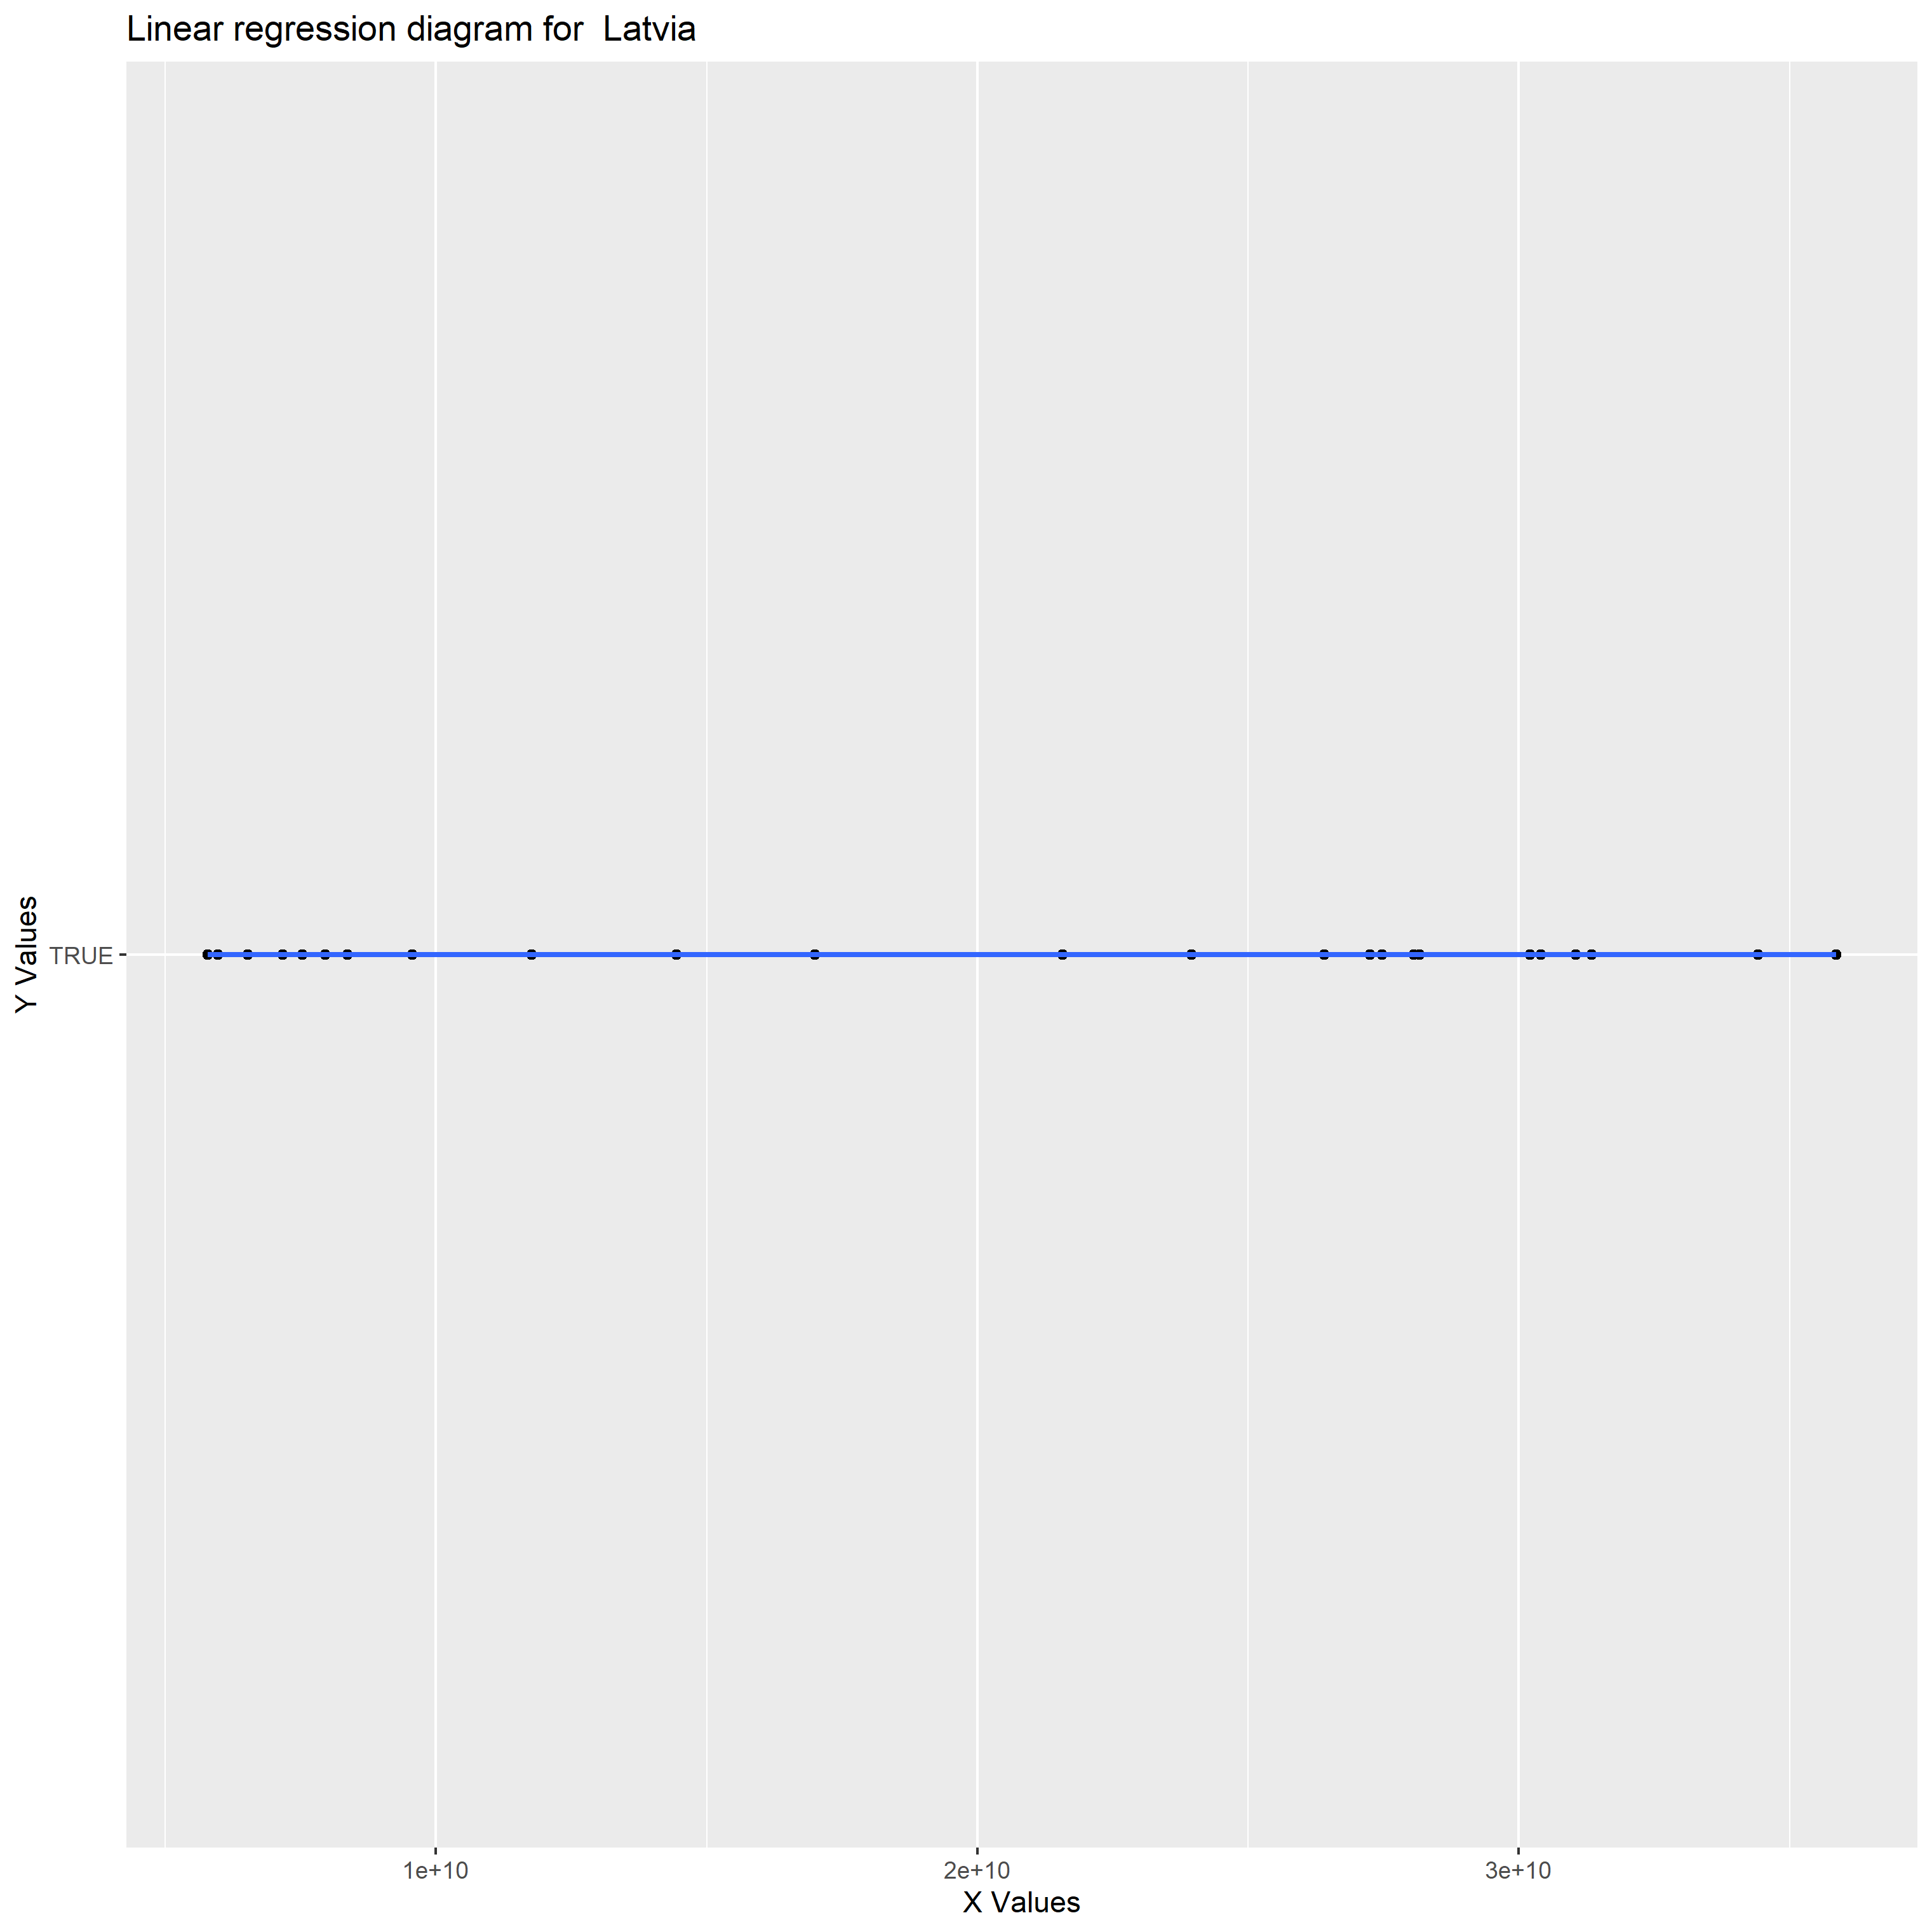 Linear regression diagram for  Latvia
Y Values
TRUE
1e+10
2e+10
3e+10
X Values